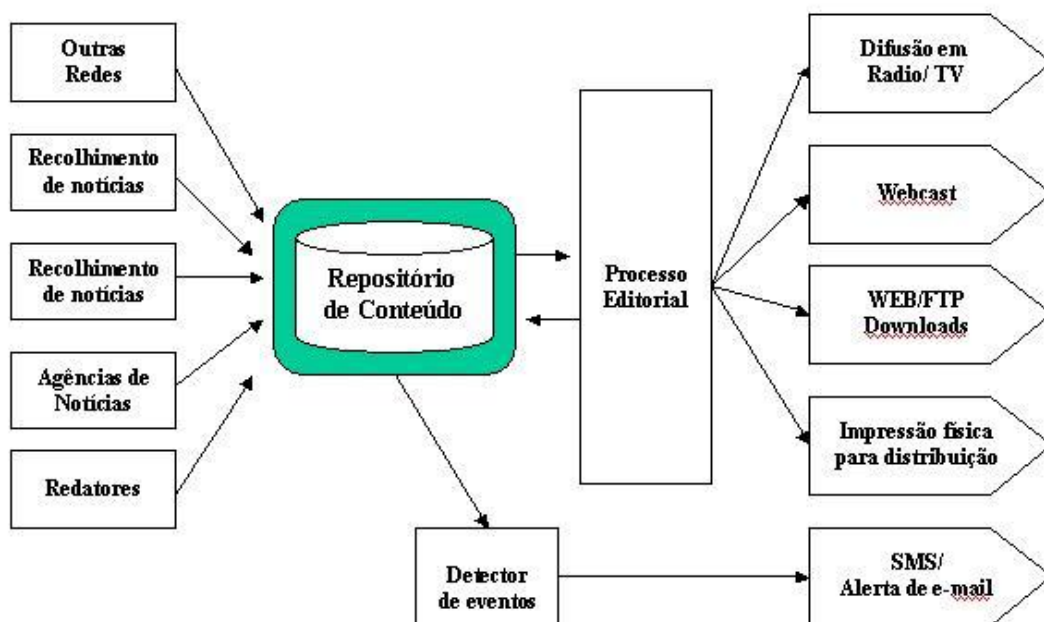 Outras
Redes
Recolhimento
de notícias
Recolhimento
de notícias
Agências de
Notícias
Redatores
Repositório
de Conteúdo
Processo
Editorial
Detector
de eventos
Difusão em
Radio/ TV
Webcast
WEB/FTP
Downloads
Impressão física
para distribuição
SMS/
Alerta de e-mail